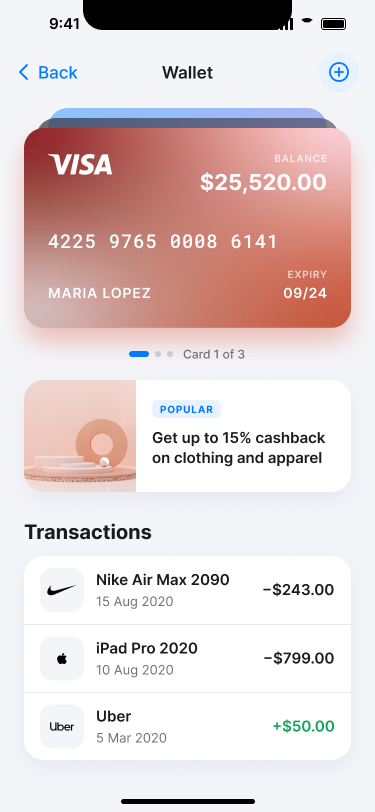 9:41
Back
Wallet
VISA
BALANCE
$25,520.00
4225 9765 0008 6141
EXPIRY
MARIA LOPEZ
09/24
Card 1 of 3
POPULAR
Get up to 15% cashback
on clothing and apparel
Transactions
Nike Air Max 2090
15 Aug 2020
−$243.00
iPad Pro 2020
10 Aug 2020
−$799.00
Uber
Uber
5 Mar 2020
+$50.00